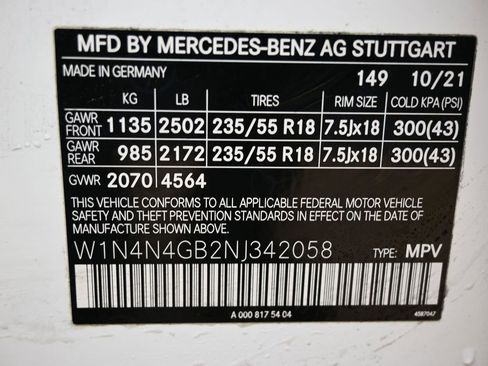 MFD BY MERCEDES-BENZ AG STUTTGART
MADE IN GERMANY 149 10/21
KG LB TIRES RIM SIZE COLD KPA (PSI)
GAWR FRONT 1135 2502 235/55 R18 7.5Jx18 300(43)
GAWR REAR 985 2172 235/55 R18 7.5Jx18 300(43)
GVWR 2070 4564
THIS VEHICLE CONFORMS TO ALL APPLICABLE FEDERAL MOTOR VEHICLE
SAFETY AND THEFT PREVENTION STANDARDS IN EFFECT ON THE DATE OF
MANUFACTURE SHOWN ABOVE.
W1N4N4GB2NJ342058 TYPE: MPV
A 000 817 54 04 4587047